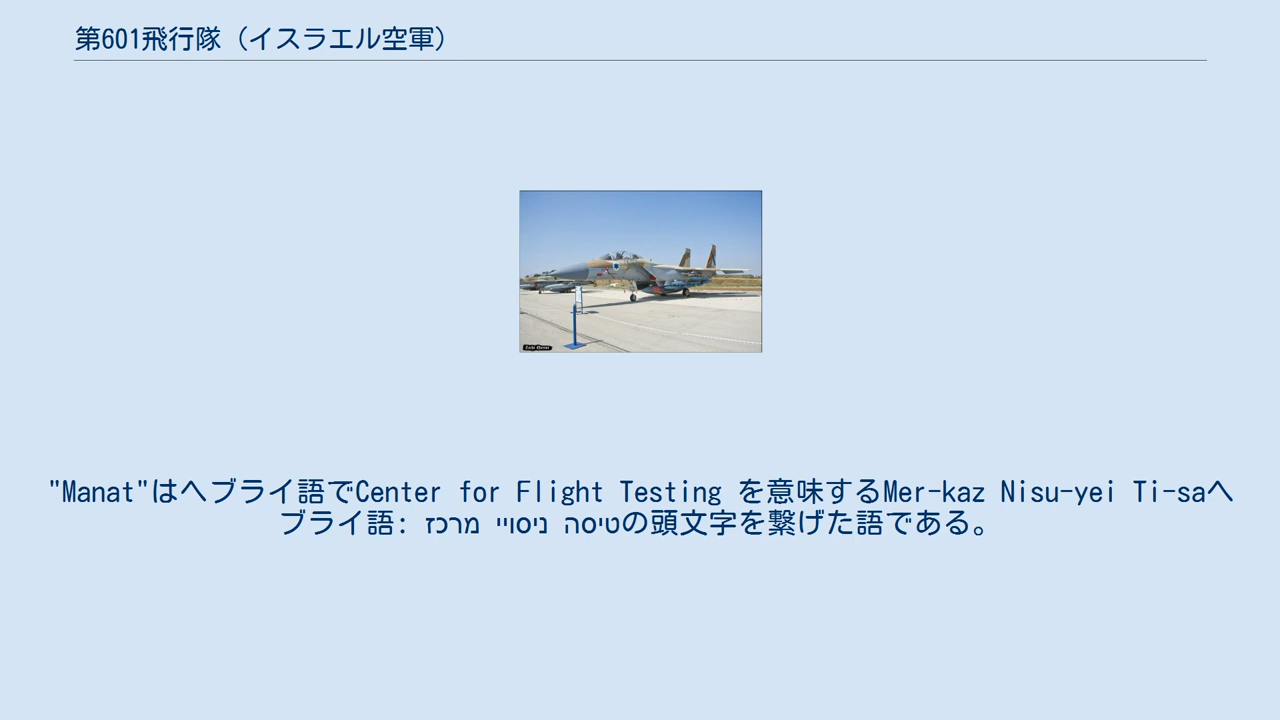 第601飛行隊（イスラエル空軍）
"Manat"はヘブライ語でCenter for Flight Testing を意味するMer-kaz Nisu-yei Ti-saヘ
ブライ語: מרכז ניסויי טיסהの頭文字を繋げた語である。